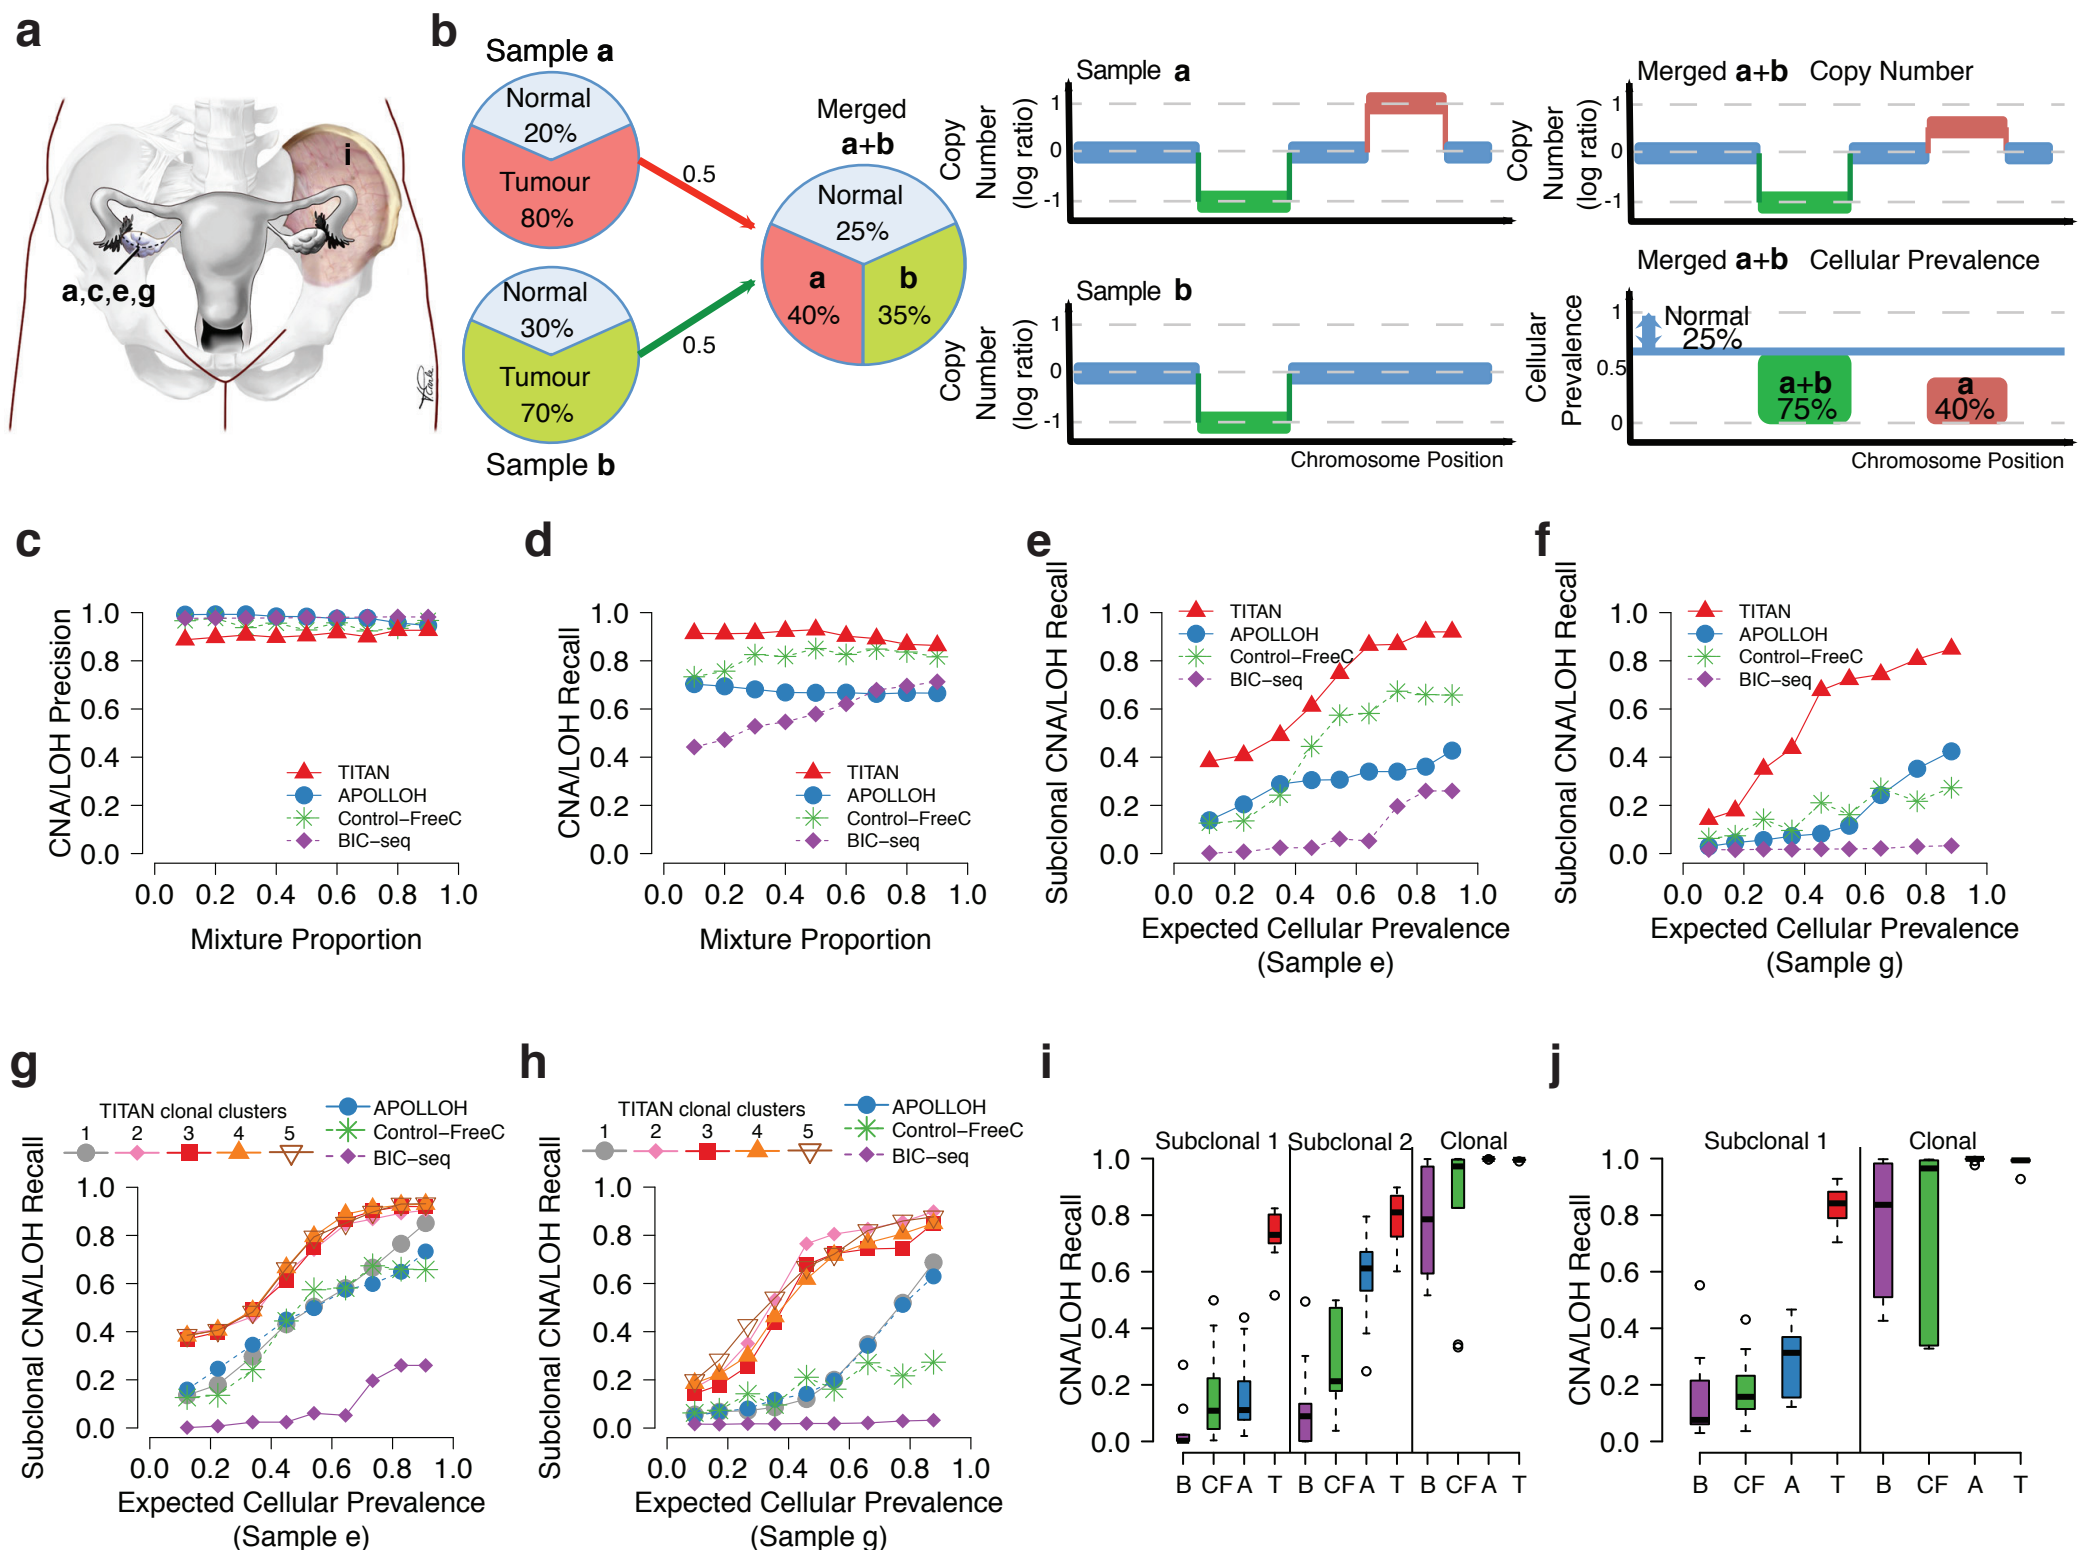 a
i
a,c,e,g
b
Sample a
Normal
20%
Tumour
80%
0.5
Merged
a+b
Normal
25%
a
40%
b
35%
Normal
30%
Tumour
70%
0.5
Sample b
Sample a
Copy
Number
(log ratio)
1
0
-1
Sample b
Copy
Number
(log ratio)
1
0
-1
Chromosome Position
Merged a+b Copy Number
Copy
Number
(log ratio)
1
0
-1
Merged a+b Cellular Prevalence
Cellular
Prevalence
1
0.5
0
Normal
25%
a+b
75%
a
40%
Chromosome Position
c
CNA/LOH Precision
1.0
0.8
0.6
0.4
0.2
0.0
TITAN
APOLLOH
Control-FreeC
BIC-seq
0.0 0.2 0.4 0.6 0.8 1.0
Mixture Proportion
d
CNA/LOH Recall
1.0
0.8
0.6
0.4
0.2
0.0
TITAN
APOLLOH
Control-FreeC
BIC-seq
0.0 0.2 0.4 0.6 0.8 1.0
Mixture Proportion
e
Subclonal CNA/LOH Recall
TITAN
APOLLOH
Control-FreeC
BIC-seq
1.0
0.8
0.6
0.4
0.2
0.0
0.0 0.2 0.4 0.6 0.8 1.0
Expected Cellular Prevalence
(Sample e)
f
Subclonal CNA/LOH Recall
TITAN
APOLLOH
Control-FreeC
BIC-seq
1.0
0.8
0.6
0.4
0.2
0.0
0.0 0.2 0.4 0.6 0.8 1.0
Expected Cellular Prevalence
(Sample g)
g
Subclonal CNA/LOH Recall
TITAN clonal clusters
1 2 3 4 5
APOLLOH
Control-FreeC
BIC-seq
1.0
0.8
0.6
0.4
0.2
0.0
0.0 0.2 0.4 0.6 0.8 1.0
Expected Cellular Prevalence
(Sample e)
h
Subclonal CNA/LOH Recall
TITAN clonal clusters
1 2 3 4 5
APOLLOH
Control-FreeC
BIC-seq
1.0
0.8
0.6
0.4
0.2
0.0
0.0 0.2 0.4 0.6 0.8 1.0
Expected Cellular Prevalence
(Sample g)
i
CNA/LOH Recall
Subclonal 1 Subclonal 2 Clonal
1.0
0.8
0.6
0.4
0.2
0.0
B CF A T B CF A T B CF A T
j
CNA/LOH Recall
Subclonal 1 Clonal
1.0
0.8
0.6
0.4
0.2
0.0
B CF A T B CF A T